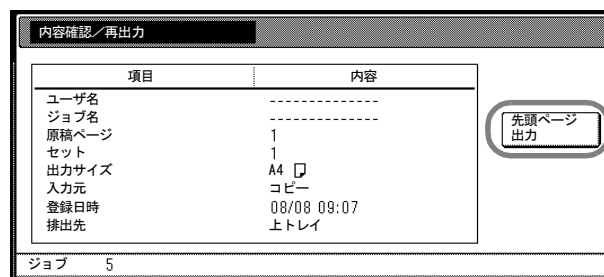 内容確認／再出力
項目 内容
ユーザ名 --------------
ジョブ名 --------------
原稿ページ 1
セット 1
出力サイズ A4
入力元 コピー
登録日時 08/08 09:07
排出先 上トレイ
先頭ページ
出力
ジョブ 5